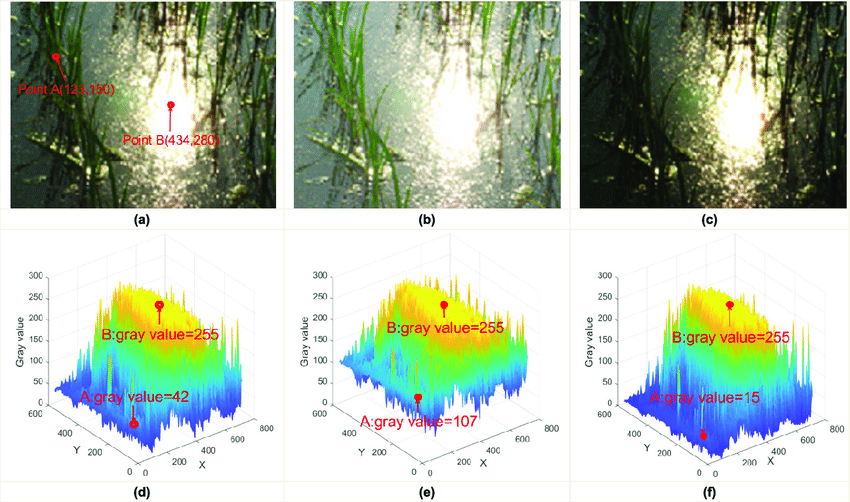 Point A(123,150)
Point B(434,280)
(a)
(b)
(c)
300
250
200
150
100
50
0
Gray value
600
400
200
0
Y
0
200
400
600
800
X
B:gray value=255
A:gray value=42
(d)
300
250
200
150
100
50
0
Gray value
600
400
200
0
Y
0
200
400
600
800
X
B:gray value=255
A:gray value=107
(e)
300
250
200
150
100
50
0
Gray value
600
400
200
0
Y
0
200
400
600
800
X
B:gray value=255
A:gray value=15
(f)